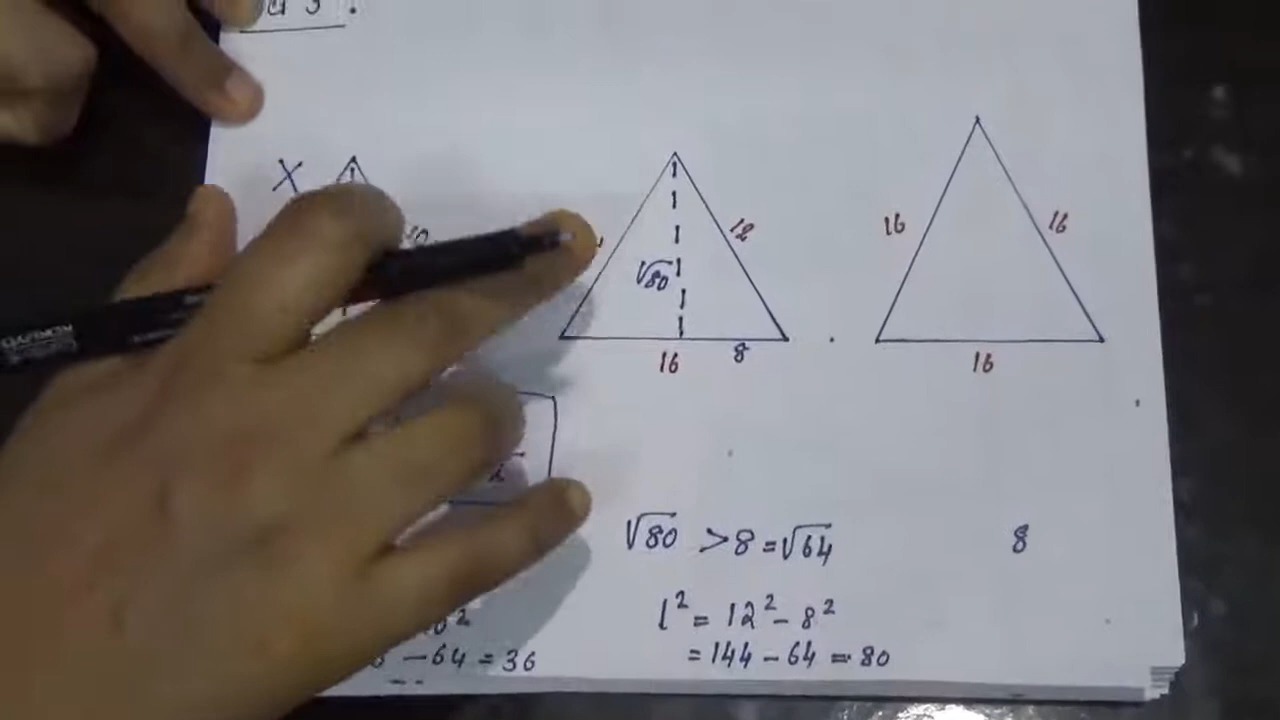 X
12
√80
16
8
16
16
16
√80 > 8 = √64
8
l² = 12² - 8²
- 64 = 36
= 144 - 64 = 80